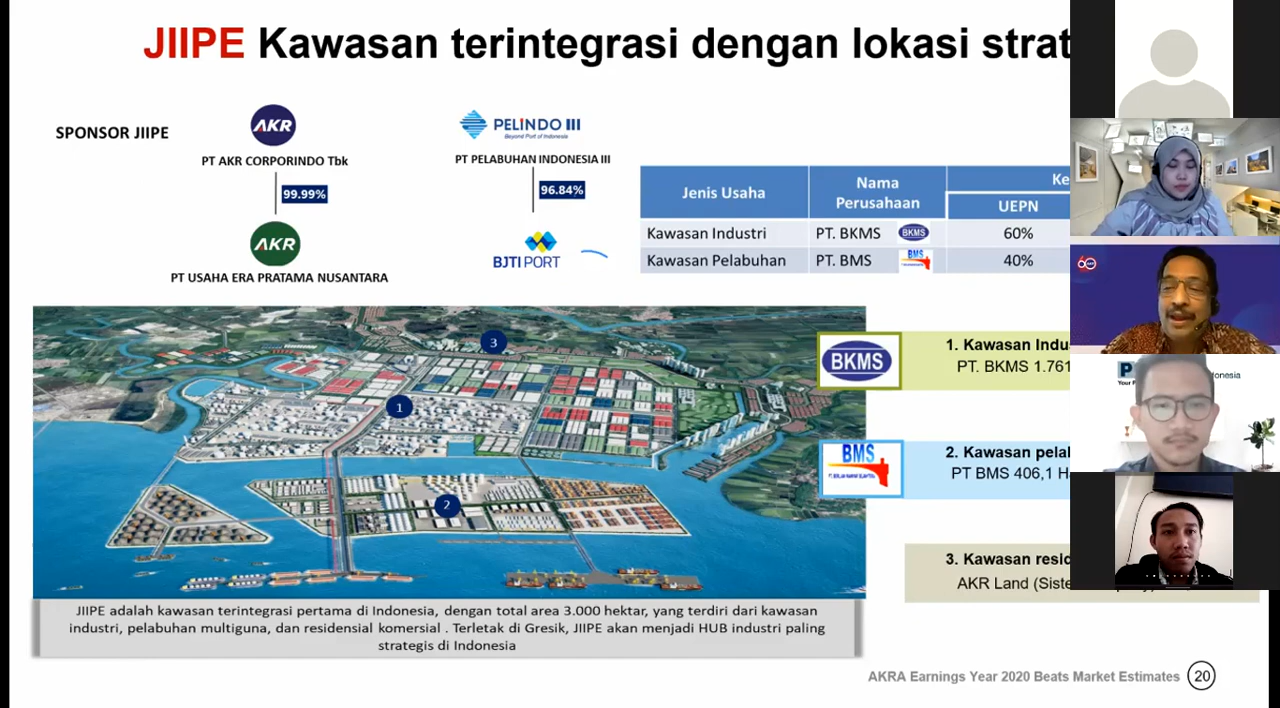 JIIPE Kawasan terintegrasi dengan lokasi strat
SPONSOR JIIPE
AKR
PT AKR CORPORINDO Tbk
99.99%
AKR
PT USAHA ERA PRATAMA NUSANTARA
PELINDO III
Beyond Port of Indonesia
PT PELABUHAN INDONESIA III
96.84%
BJTI PORT
Jenis Usaha
Nama
Perusahaan
Ke
UEPN
Kawasan Industri
PT. BKMS
BKMS
60%
Kawasan Pelabuhan
PT. BMS
BMS
40%
3
1
2
BKMS
1. Kawasan Indu
PT. BKMS 1.761
BMS
2. Kawasan pelal
PT BMS 406,1 H
3. Kawasan resid
AKR Land (Siste
JIIPE adalah kawasan terintegrasi pertama di Indonesia, dengan total area 3.000 hektar, yang terdiri dari kawasan
industri, pelabuhan multiguna, dan residensial komersial . Terletak di Gresik, JIIPE akan menjadi HUB industri paling
strategis di Indonesia
AKRA Earnings Year 2020 Beats Market Estimates
20